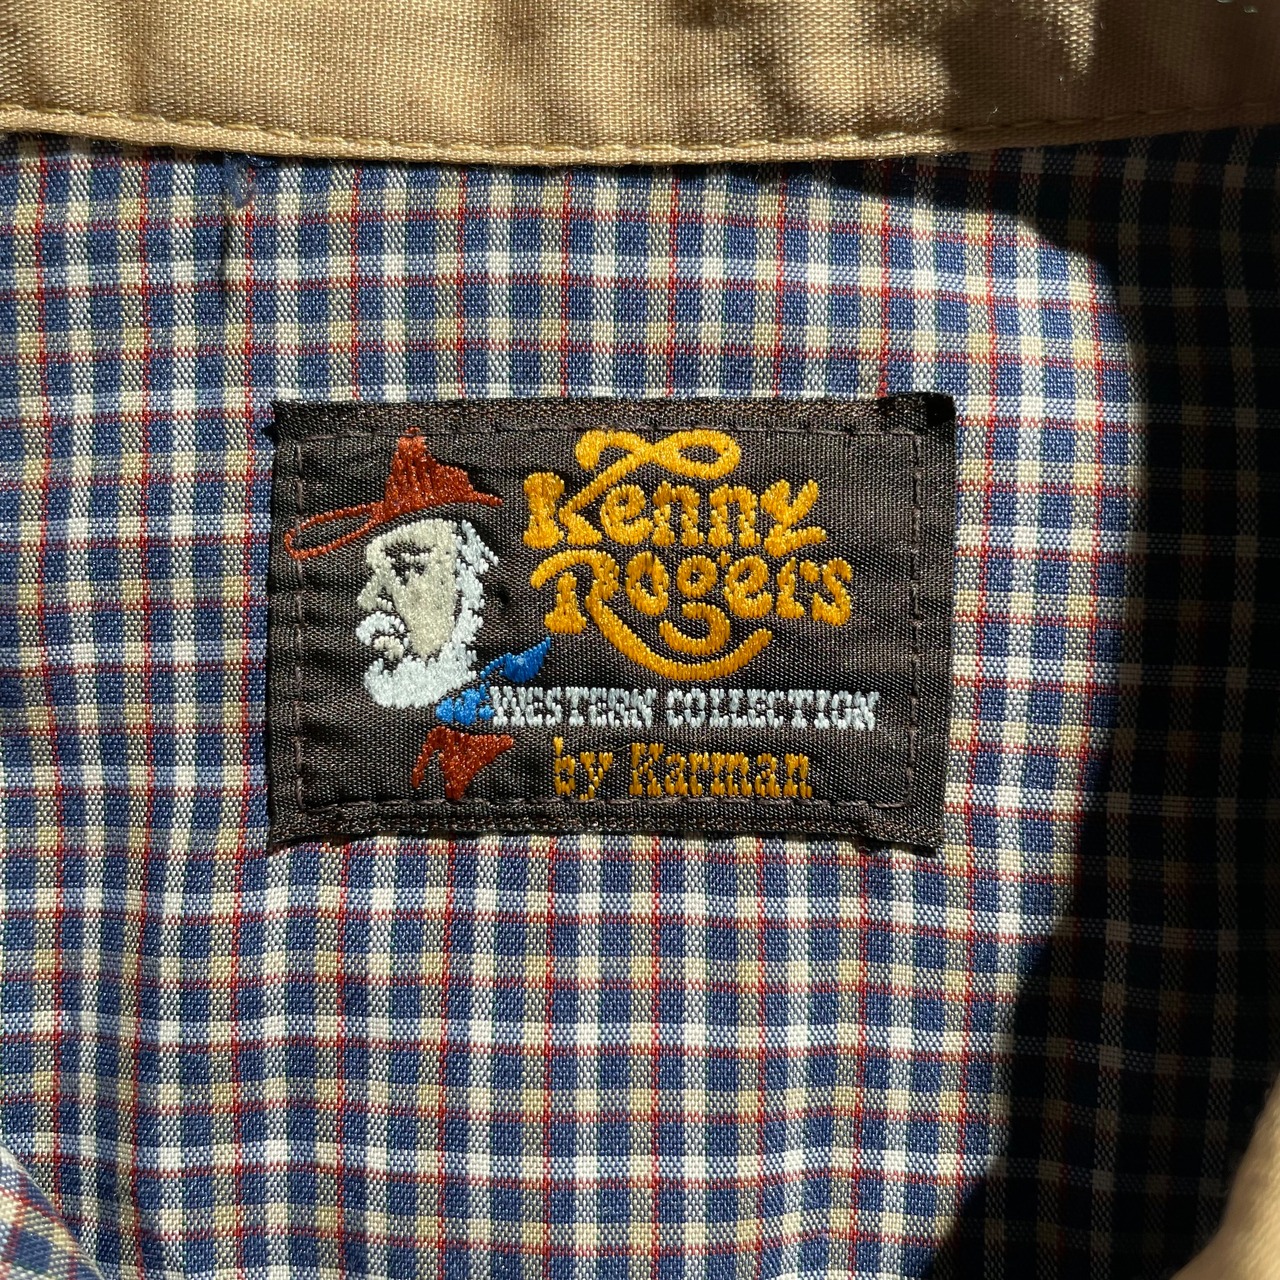 Kenny
Rogers
WESTERN COLLECTION
by Karman